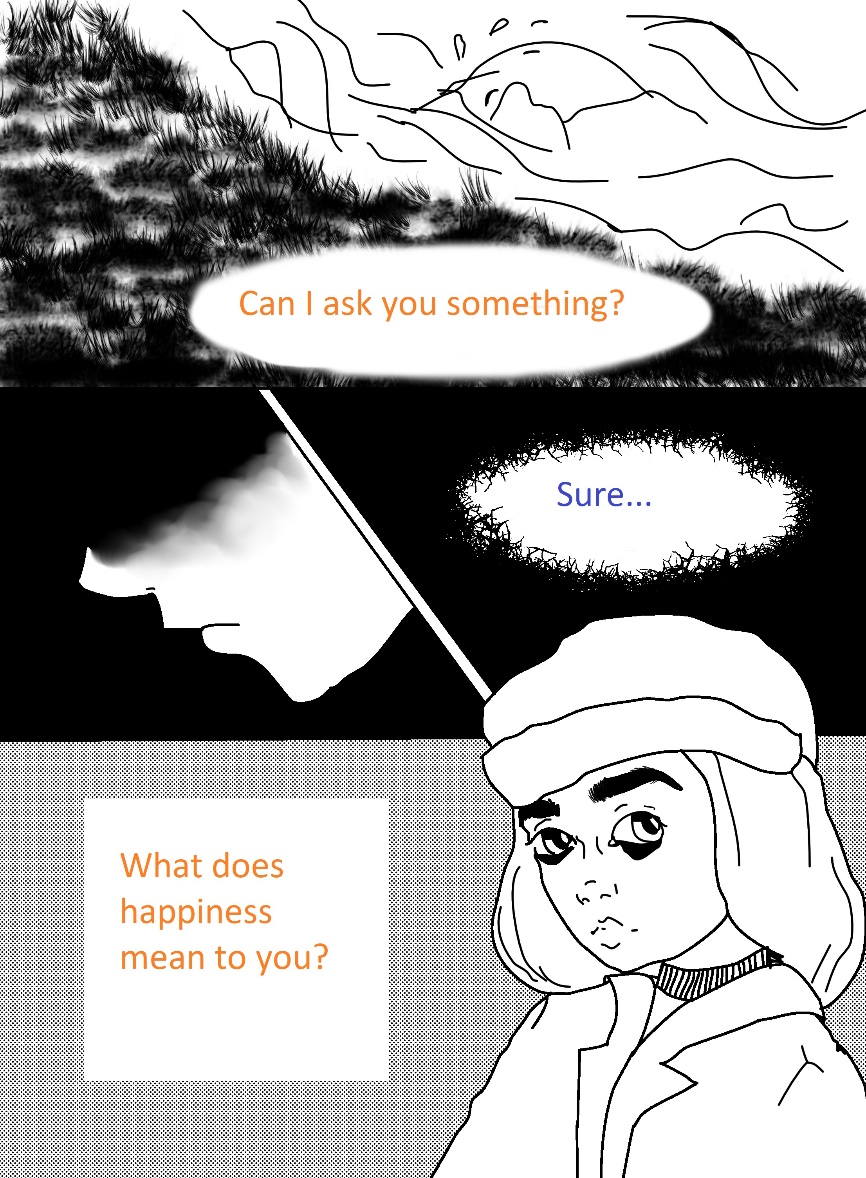 Can I ask you something?
Sure...
What does
happiness
mean to you?